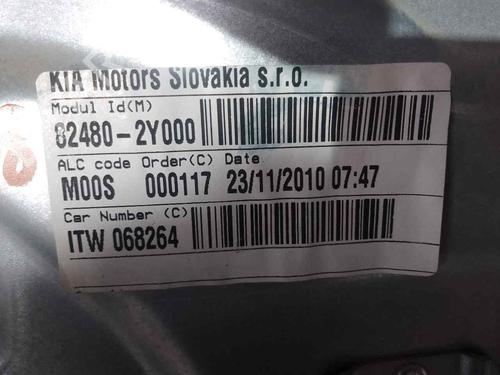 KIA Motors Slovakia s.r.o.
Modul Id(M)
82480-2Y000
ALC code Order(C) Date
M00S 000117 23/11/2010 07:47
Car Number (C)
ITW 068264